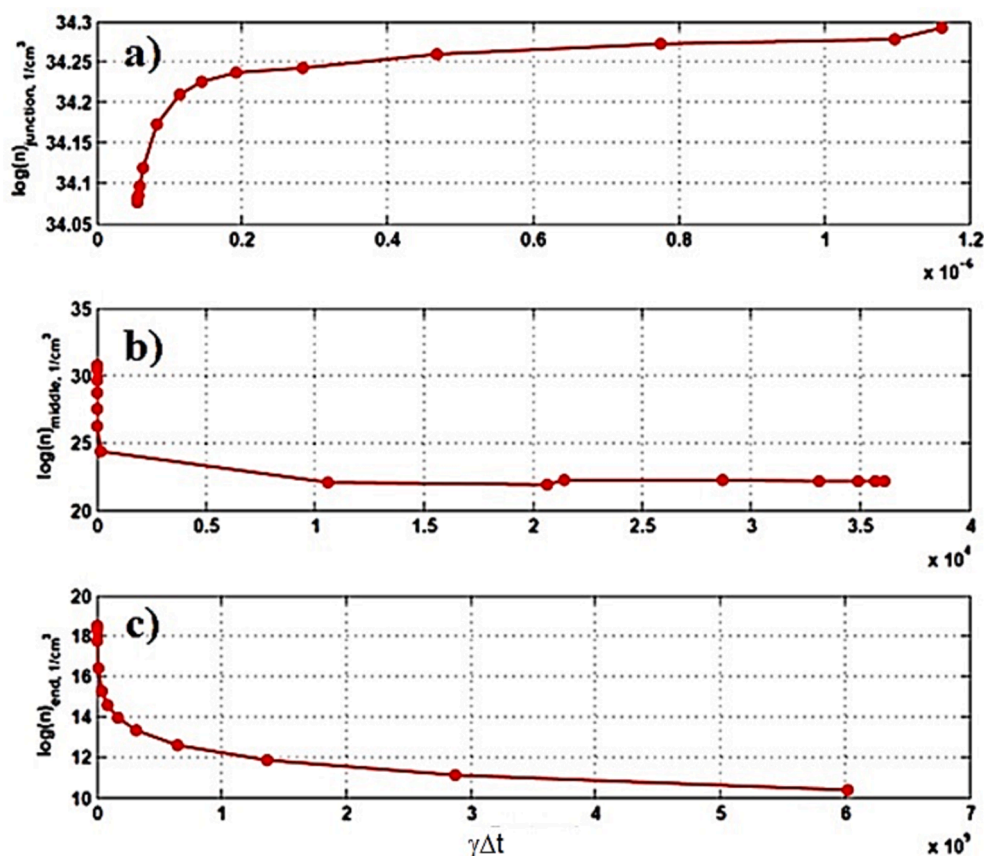 a)
log(n)junction, 1/cm³
34.3
34.25
34.2
34.15
34.1
34.05
0 0.2 0.4 0.6 0.8 1 1.2
x 10⁻⁶
b)
log(n)middle, 1/cm³
35
30
25
20
0 0.5 1 1.5 2 2.5 3 3.5 4
x 10⁴
c)
log(n)end, 1/cm³
20
18
16
14
12
10
0 1 2 3 4 5 6 7
γΔt
x 10⁹